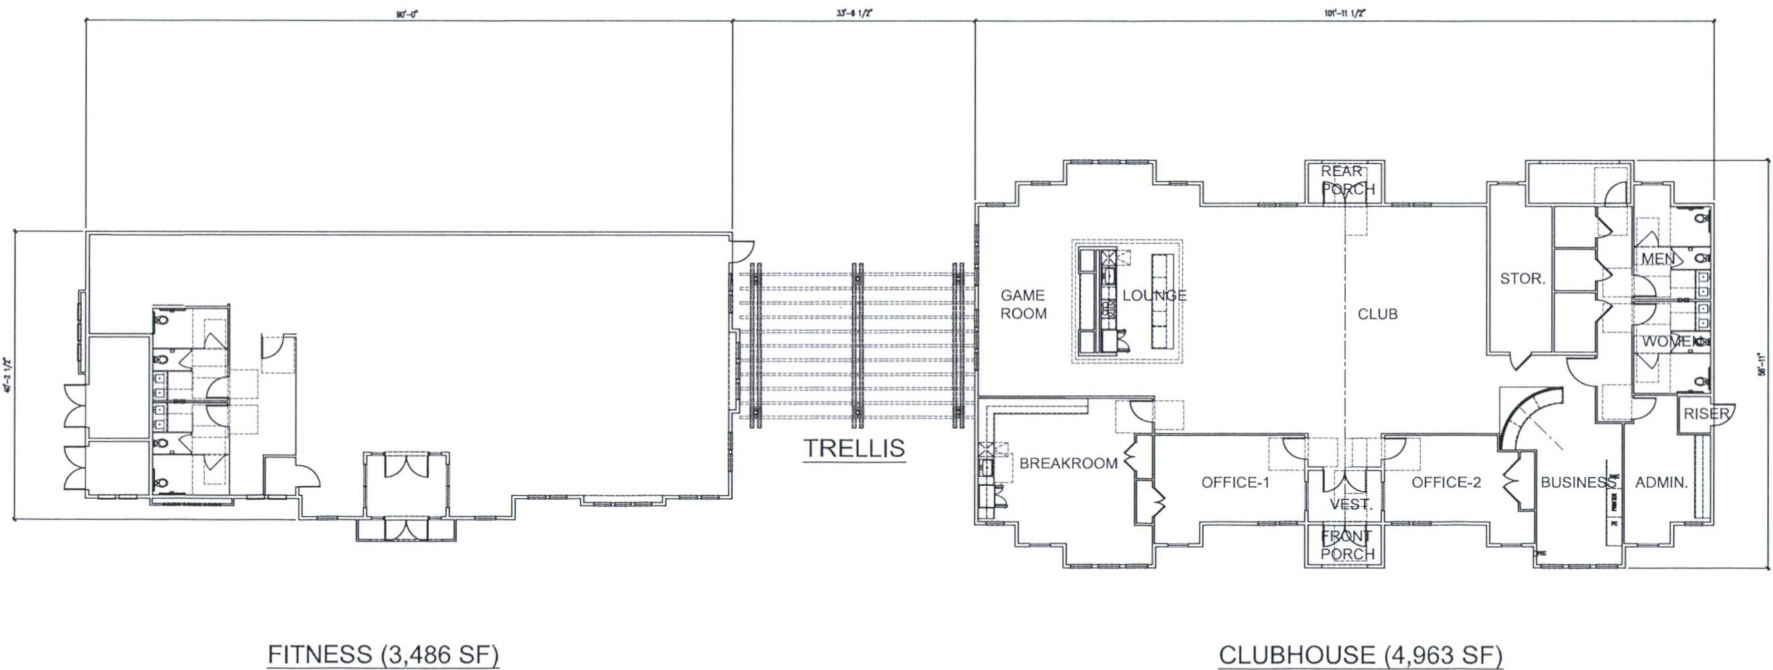 90'-0"
33'-6 1/2"
101'-11 1/2"
40'-2 1/2"
56'-11"
REAR
PORCH
GAME
ROOM
LOUNGE
CLUB
STOR.
MEN
WOMEN
RISER
TRELLIS
BREAKROOM
OFFICE-1
VEST.
OFFICE-2
BUSINESS
ADMIN.
FRONT
PORCH
FITNESS (3,486 SF)
CLUBHOUSE (4,963 SF)